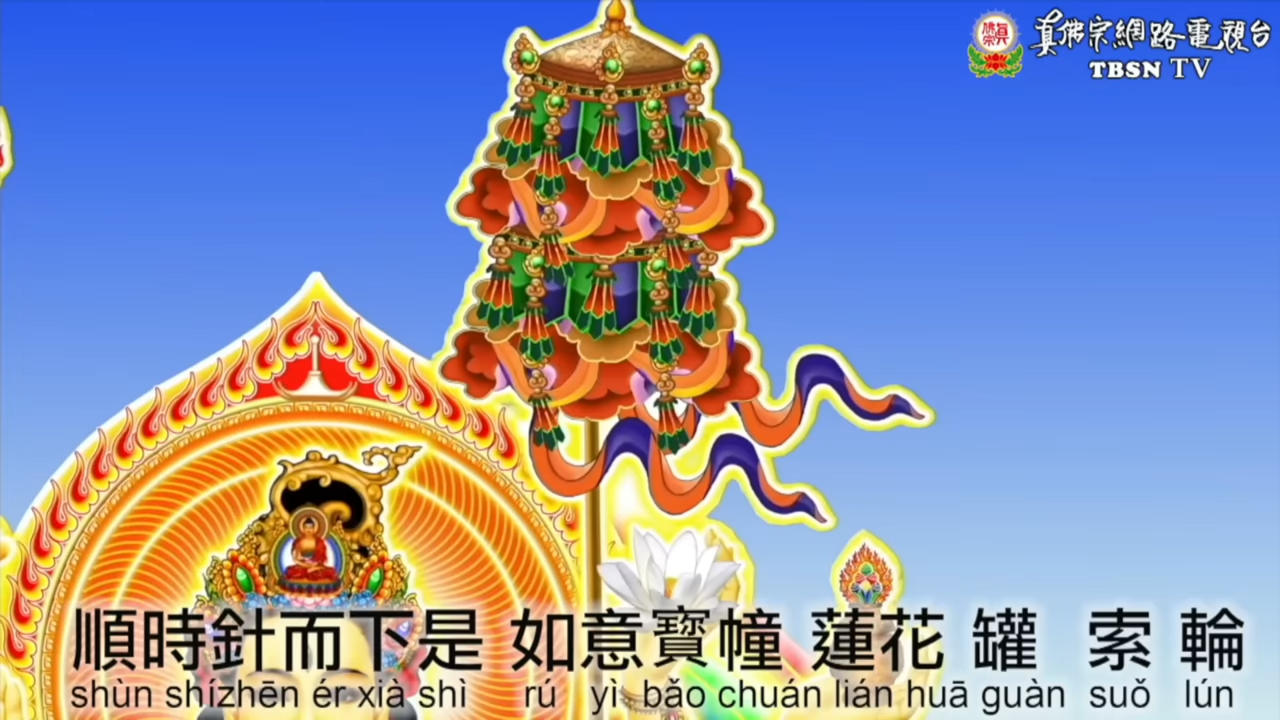 真佛宗網路電視台
TBSN TV
順時針而下是 如意寶幢 蓮花 罐 索 輪
shùn shízhēn ér xià shì rú yì bǎo chuán lián huā guàn suǒ lún